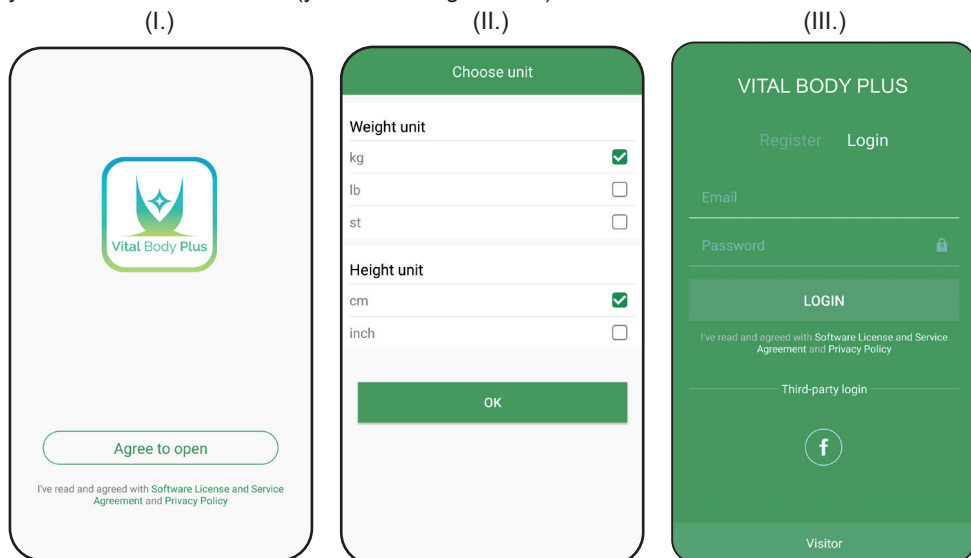 (I.)
(II.)
(III.)
Vital Body Plus
Agree to open
I've read and agreed with Software License and Service
Agreement and Privacy Policy
Choose unit
Weight unit
kg
lb
st
Height unit
cm
inch
OK
VITAL BODY PLUS
Register Login
Email
Password
LOGIN
I've read and agreed with Software License and Service
Agreement and Privacy Policy
Third-party login
f
Visitor